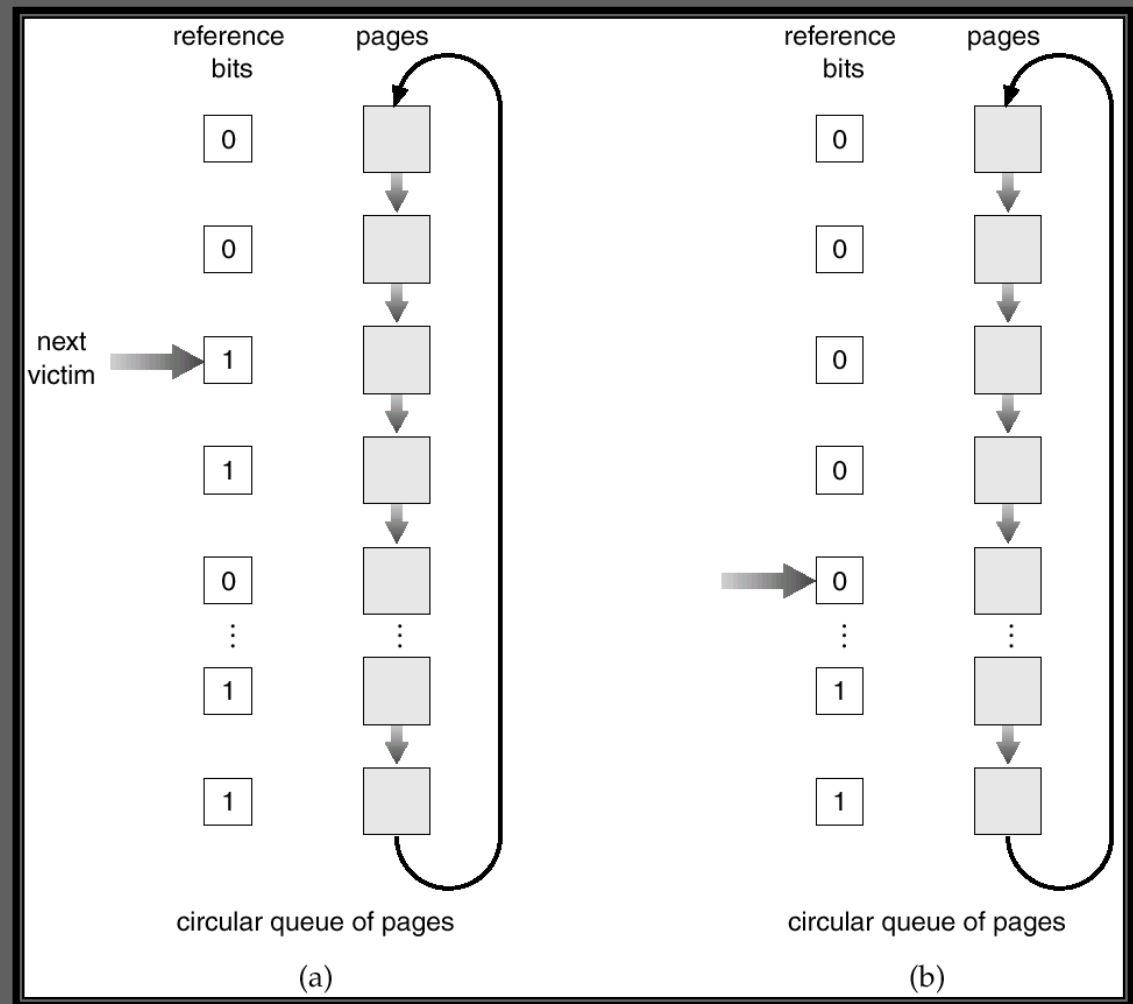 reference
bits
pages
0
0
next
victim
1
1
0
⋮
⋮
1
1
circular queue of pages
(a)
reference
bits
pages
0
0
0
0
0
⋮
⋮
1
1
circular queue of pages
(b)